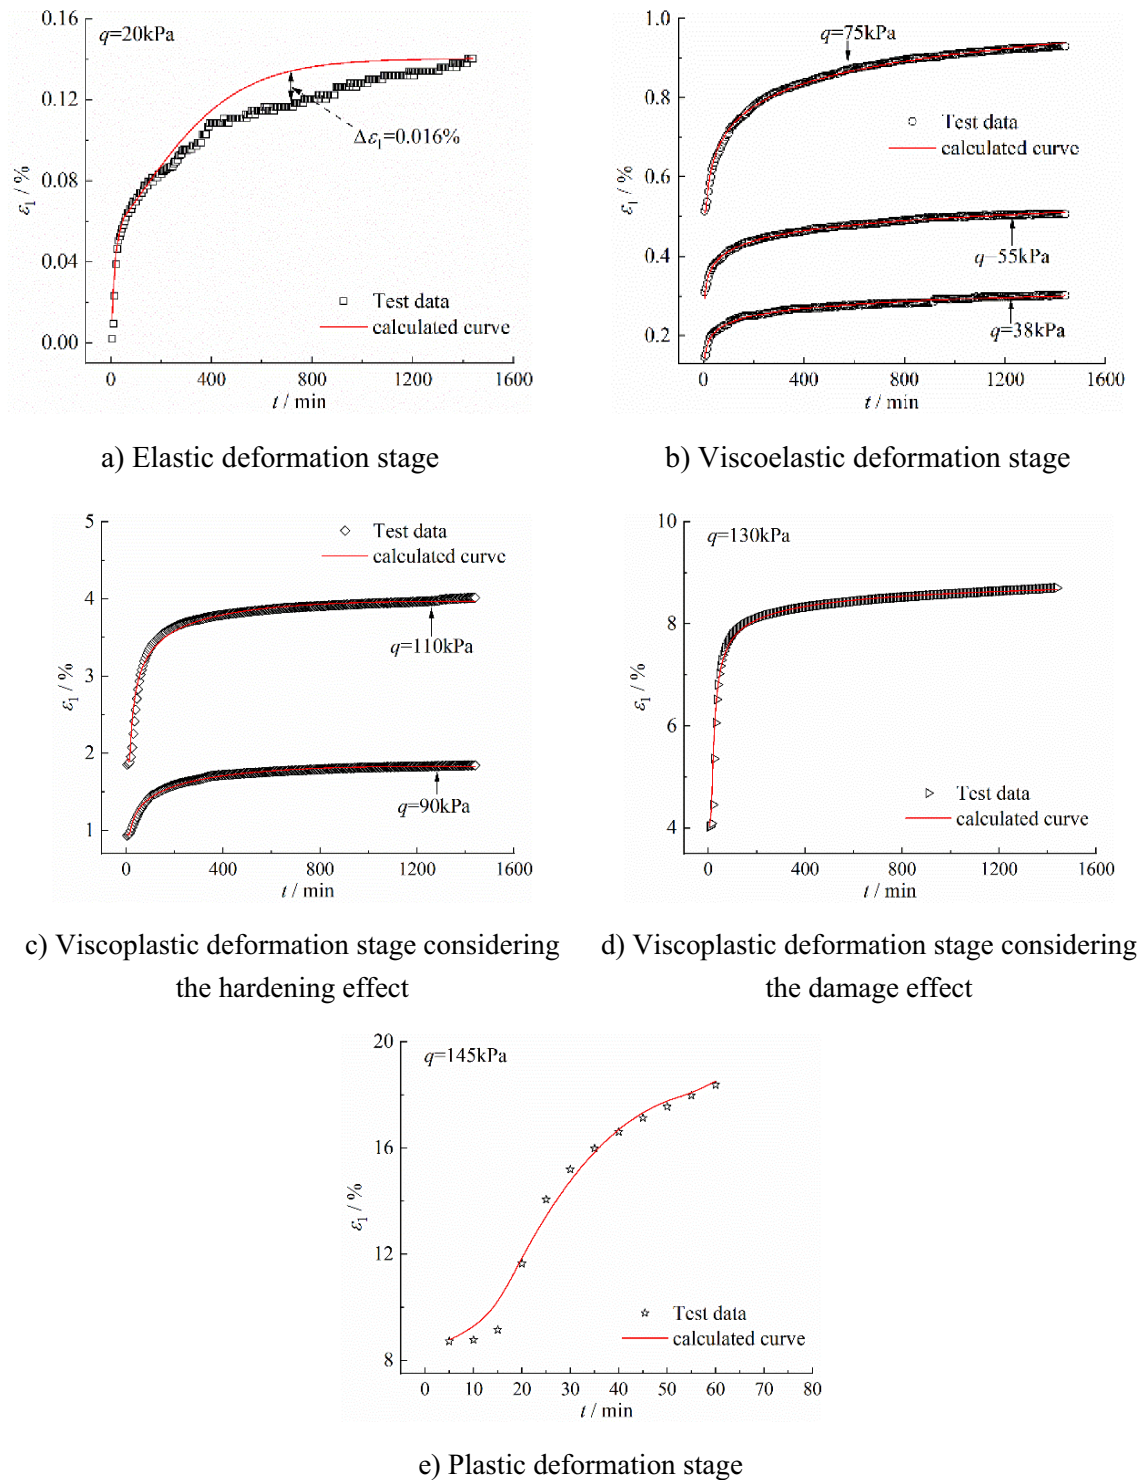 0.16
q=20kPa
0.12
Δε1=0.016%
0.08
ε1 / %
0.04
Test data
calculated curve
0.00
0 400 800 1200 1600
t / min
a) Elastic deformation stage
1.0
q=75kPa
0.8
Test data
calculated curve
0.6
ε1 / %
0.4
q=55kPa
q=38kPa
0.2
0 400 800 1200 1600
t / min
b) Viscoelastic deformation stage
5
Test data
calculated curve
4
q=110kPa
3
ε1 / %
2
q=90kPa
1
0 400 800 1200 1600
t / min
c) Viscoplastic deformation stage considering
the hardening effect
10
q=130kPa
8
ε1 / %
6
Test data
calculated curve
4
0 400 800 1200 1600
t / min
d) Viscoplastic deformation stage considering
the damage effect
20
q=145kPa
16
ε1 / %
12
Test data
calculated curve
8
0 10 20 30 40 50 60 70 80
t / min
e) Plastic deformation stage